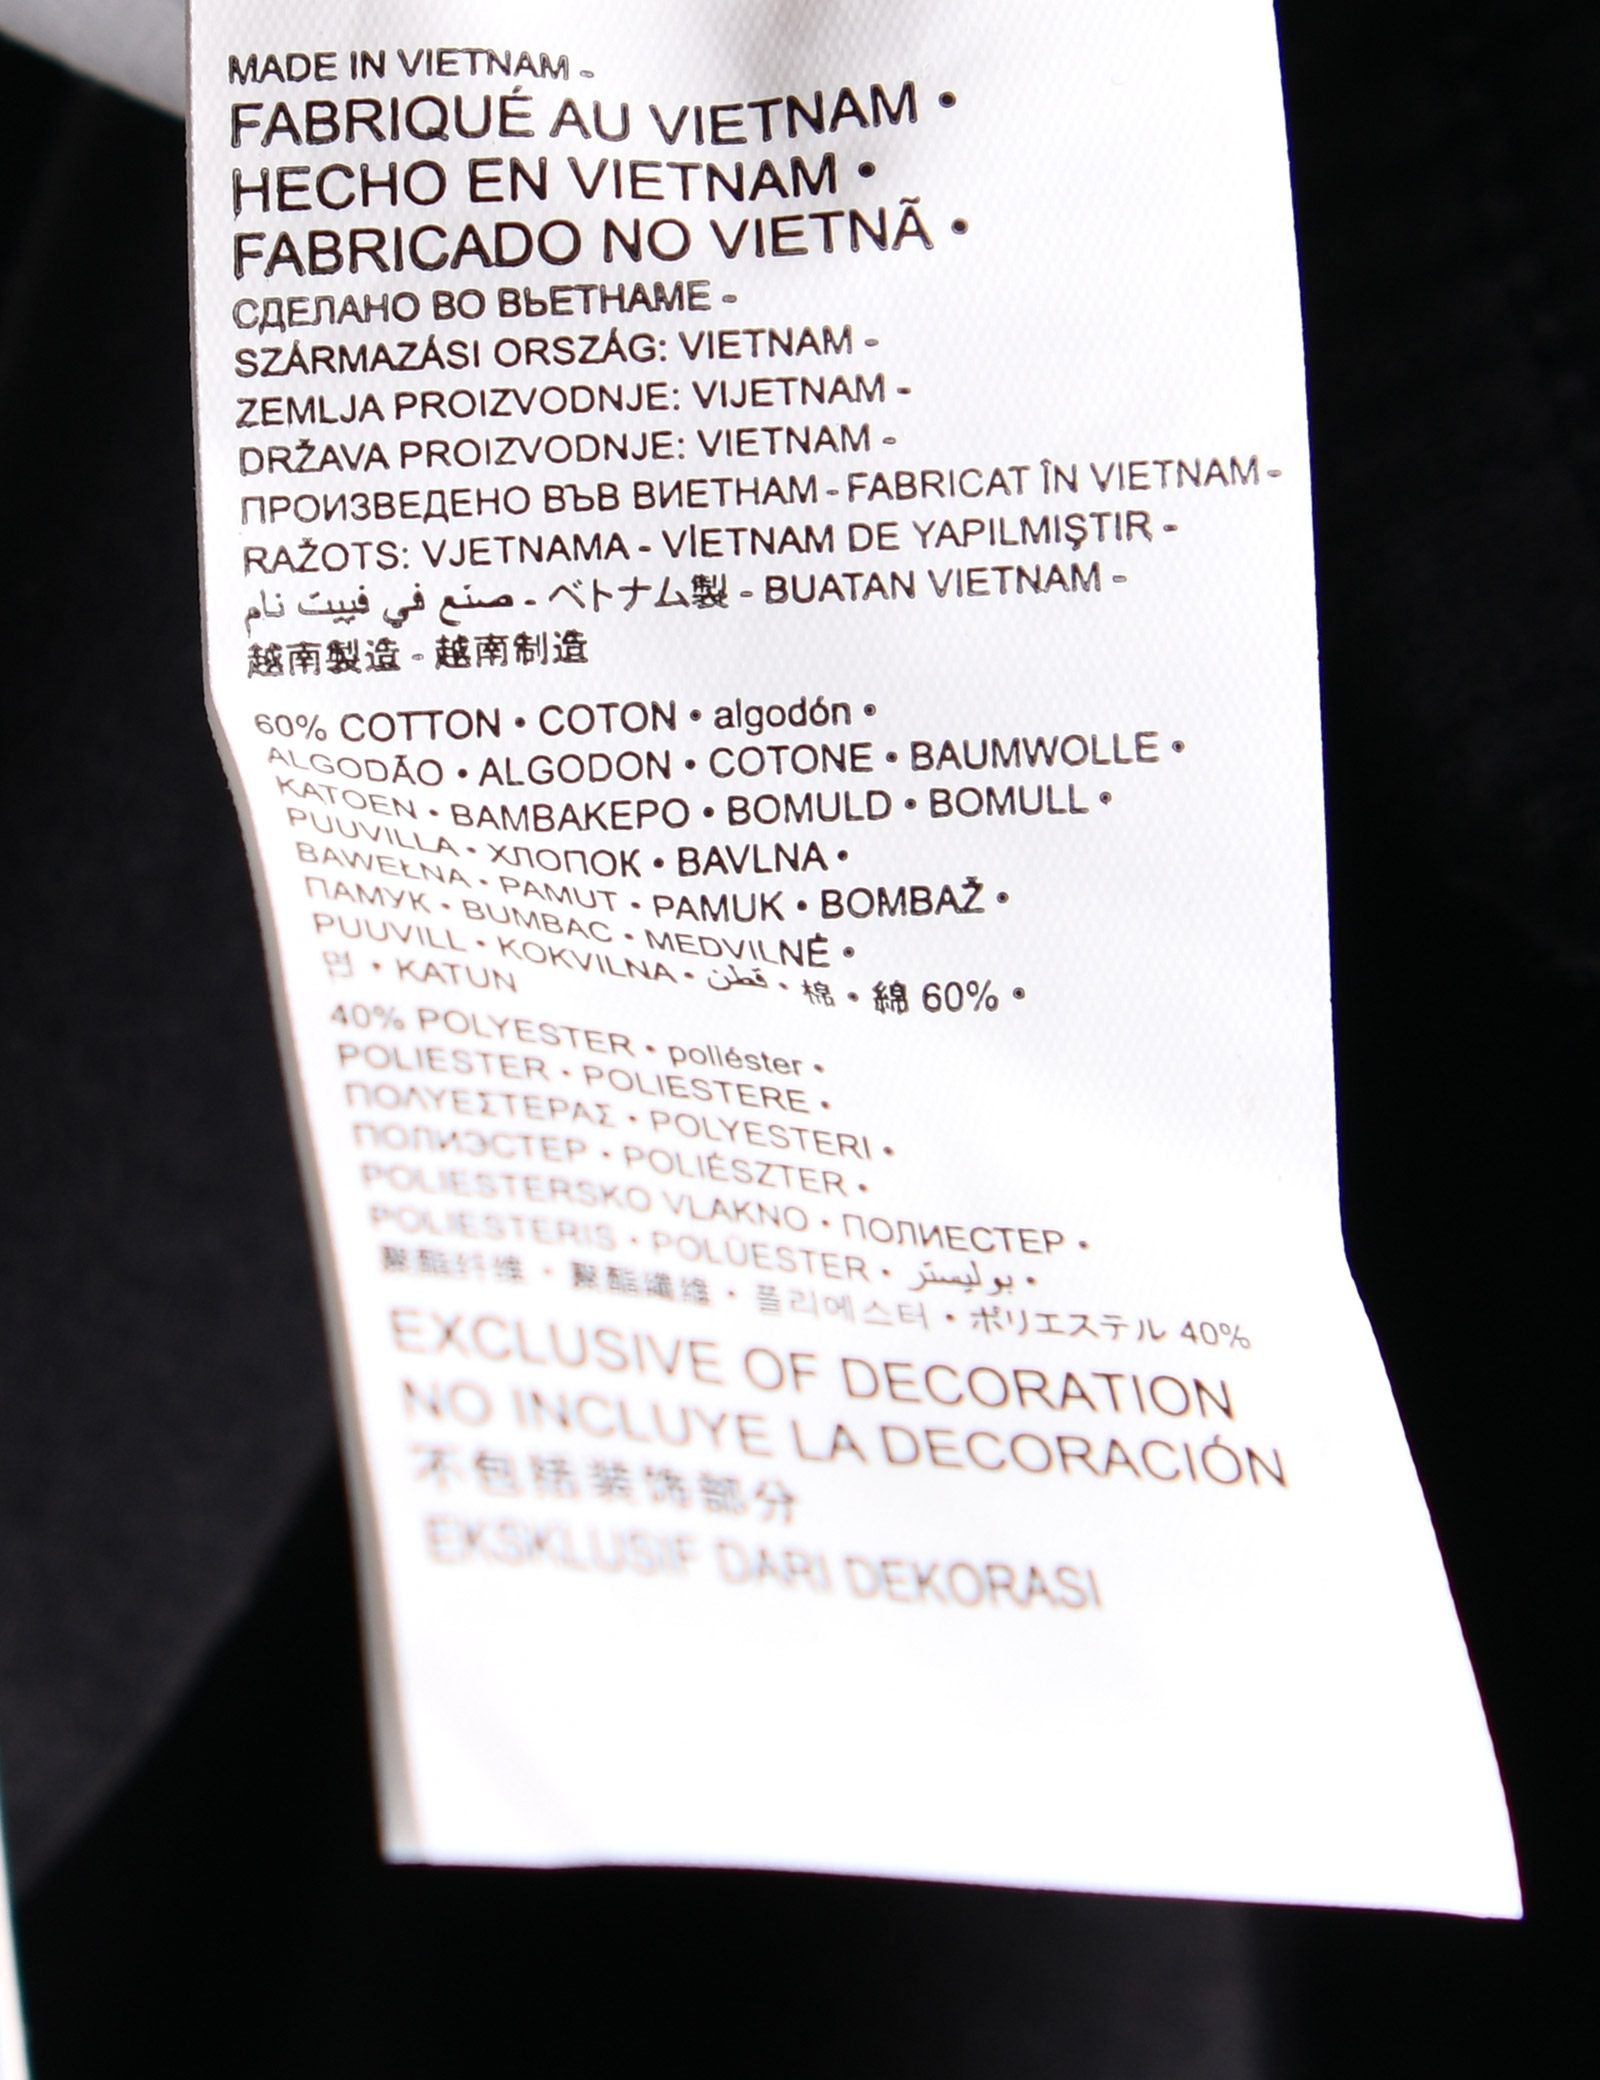 MADE IN VIETNAM -
FABRIQUÉ AU VIETNAM •
HECHO EN VIETNAM •
FABRICADO NO VIETNÃ •
СДЕЛАНО ВО ВЬЕТНАМЕ -
SZÁRMAZÁSI ORSZÁG: VIETNAM -
ZEMLJA PROIZVODNJE: VIJETNAM -
DRŽAVA PROIZVODNJE: VIETNAM -
ПРОИЗВЕДЕНО ВЪВ ВИЕТНАМ - FABRICAT ÎN VIETNAM -
RAŽOTS: VJETNAMA - VİETNAM DE YAPILMIŞTIR -
صنع في فييت نام - ベトナム製 - BUATAN VIETNAM -
越南製造 - 越南制造
60% COTTON • COTON • algodón •
ALGODÃO • ALGODON • COTONE • BAUMWOLLE •
KATOEN • ΒΑΜΒΑΚΕΡΟ • BOMULD • BOMULL •
PUUVILLA • ХЛОПОК • BAVLNA •
BAWEŁNA • PAMUT • PAMUK • BOMBAŽ •
ПАМУК • BUMBAC • MEDVILNĖ •
PUUVILL • KOKVILNA • قطن • 棉 • 綿 60% •
면 • KATUN
40% POLYESTER • poliéster •
POLIESTER • POLIESTERE •
ΠΟΛΥΕΣΤΕΡΑΣ • POLYESTERI •
ПОЛИЭСТЕР • POLIÉSZTER •
POLIESTERSKO VLAKNO • ПОЛИЕСТЕР •
POLIESTERIS • POLÜESTER • بوليستر •
聚酯纤维 • 聚酯纖維 • 폴리에스터 • ポリエステル 40%
EXCLUSIVE OF DECORATION
NO INCLUYE LA DECORACIÓN
不包括装饰部分
EKSKLUSIF DARI DEKORASI